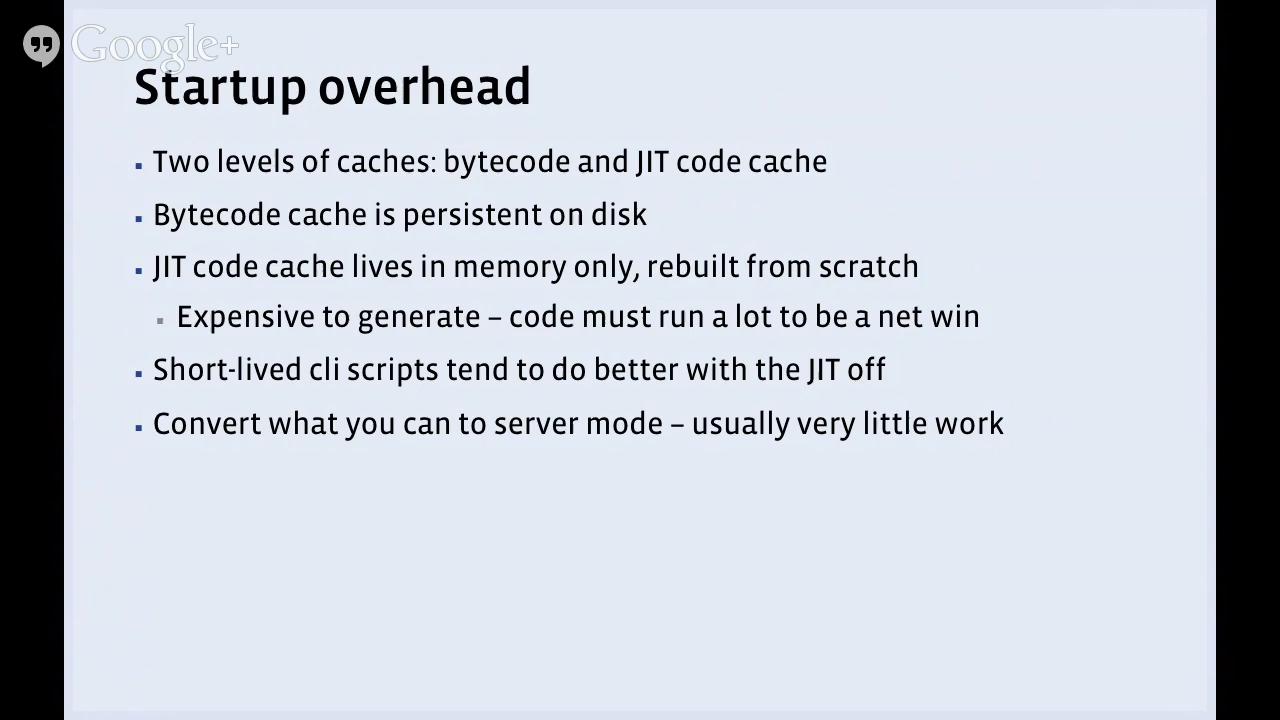 Google+
Startup overhead
Two levels of caches: bytecode and JIT code cache
Bytecode cache is persistent on disk
JIT code cache lives in memory only, rebuilt from scratch
Expensive to generate – code must run a lot to be a net win
Short-lived cli scripts tend to do better with the JIT off
Convert what you can to server mode – usually very little work